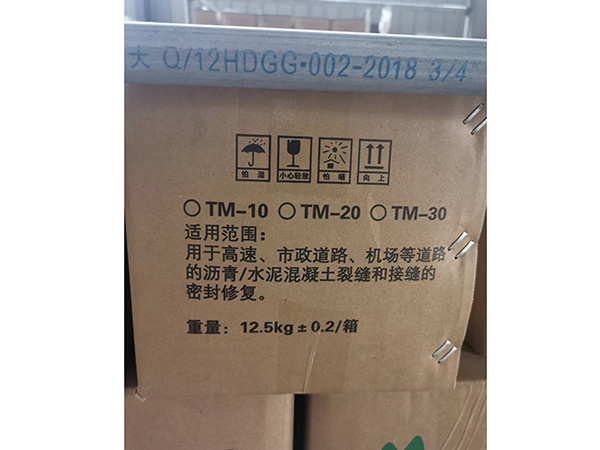 大 Q/12HDGG·002-2018 3/4"
怕 湿
小心轻放
怕 晒
向 上
○ TM-10 ○ TM-20 ○ TM-30
适用范围：
用于高速、市政道路、机场等道路
的沥青/水泥混凝土裂缝和接缝的
密封修复。
重量：12.5kg±0.2/箱